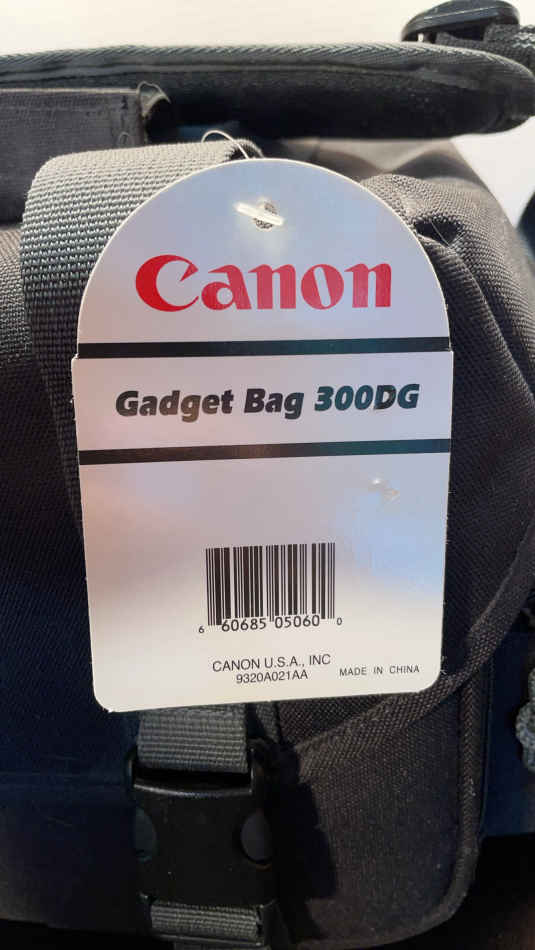 Canon
Gadget Bag 300DG
6 60685 05060 0
CANON U.S.A., INC
9320A021AA
MADE IN CHINA